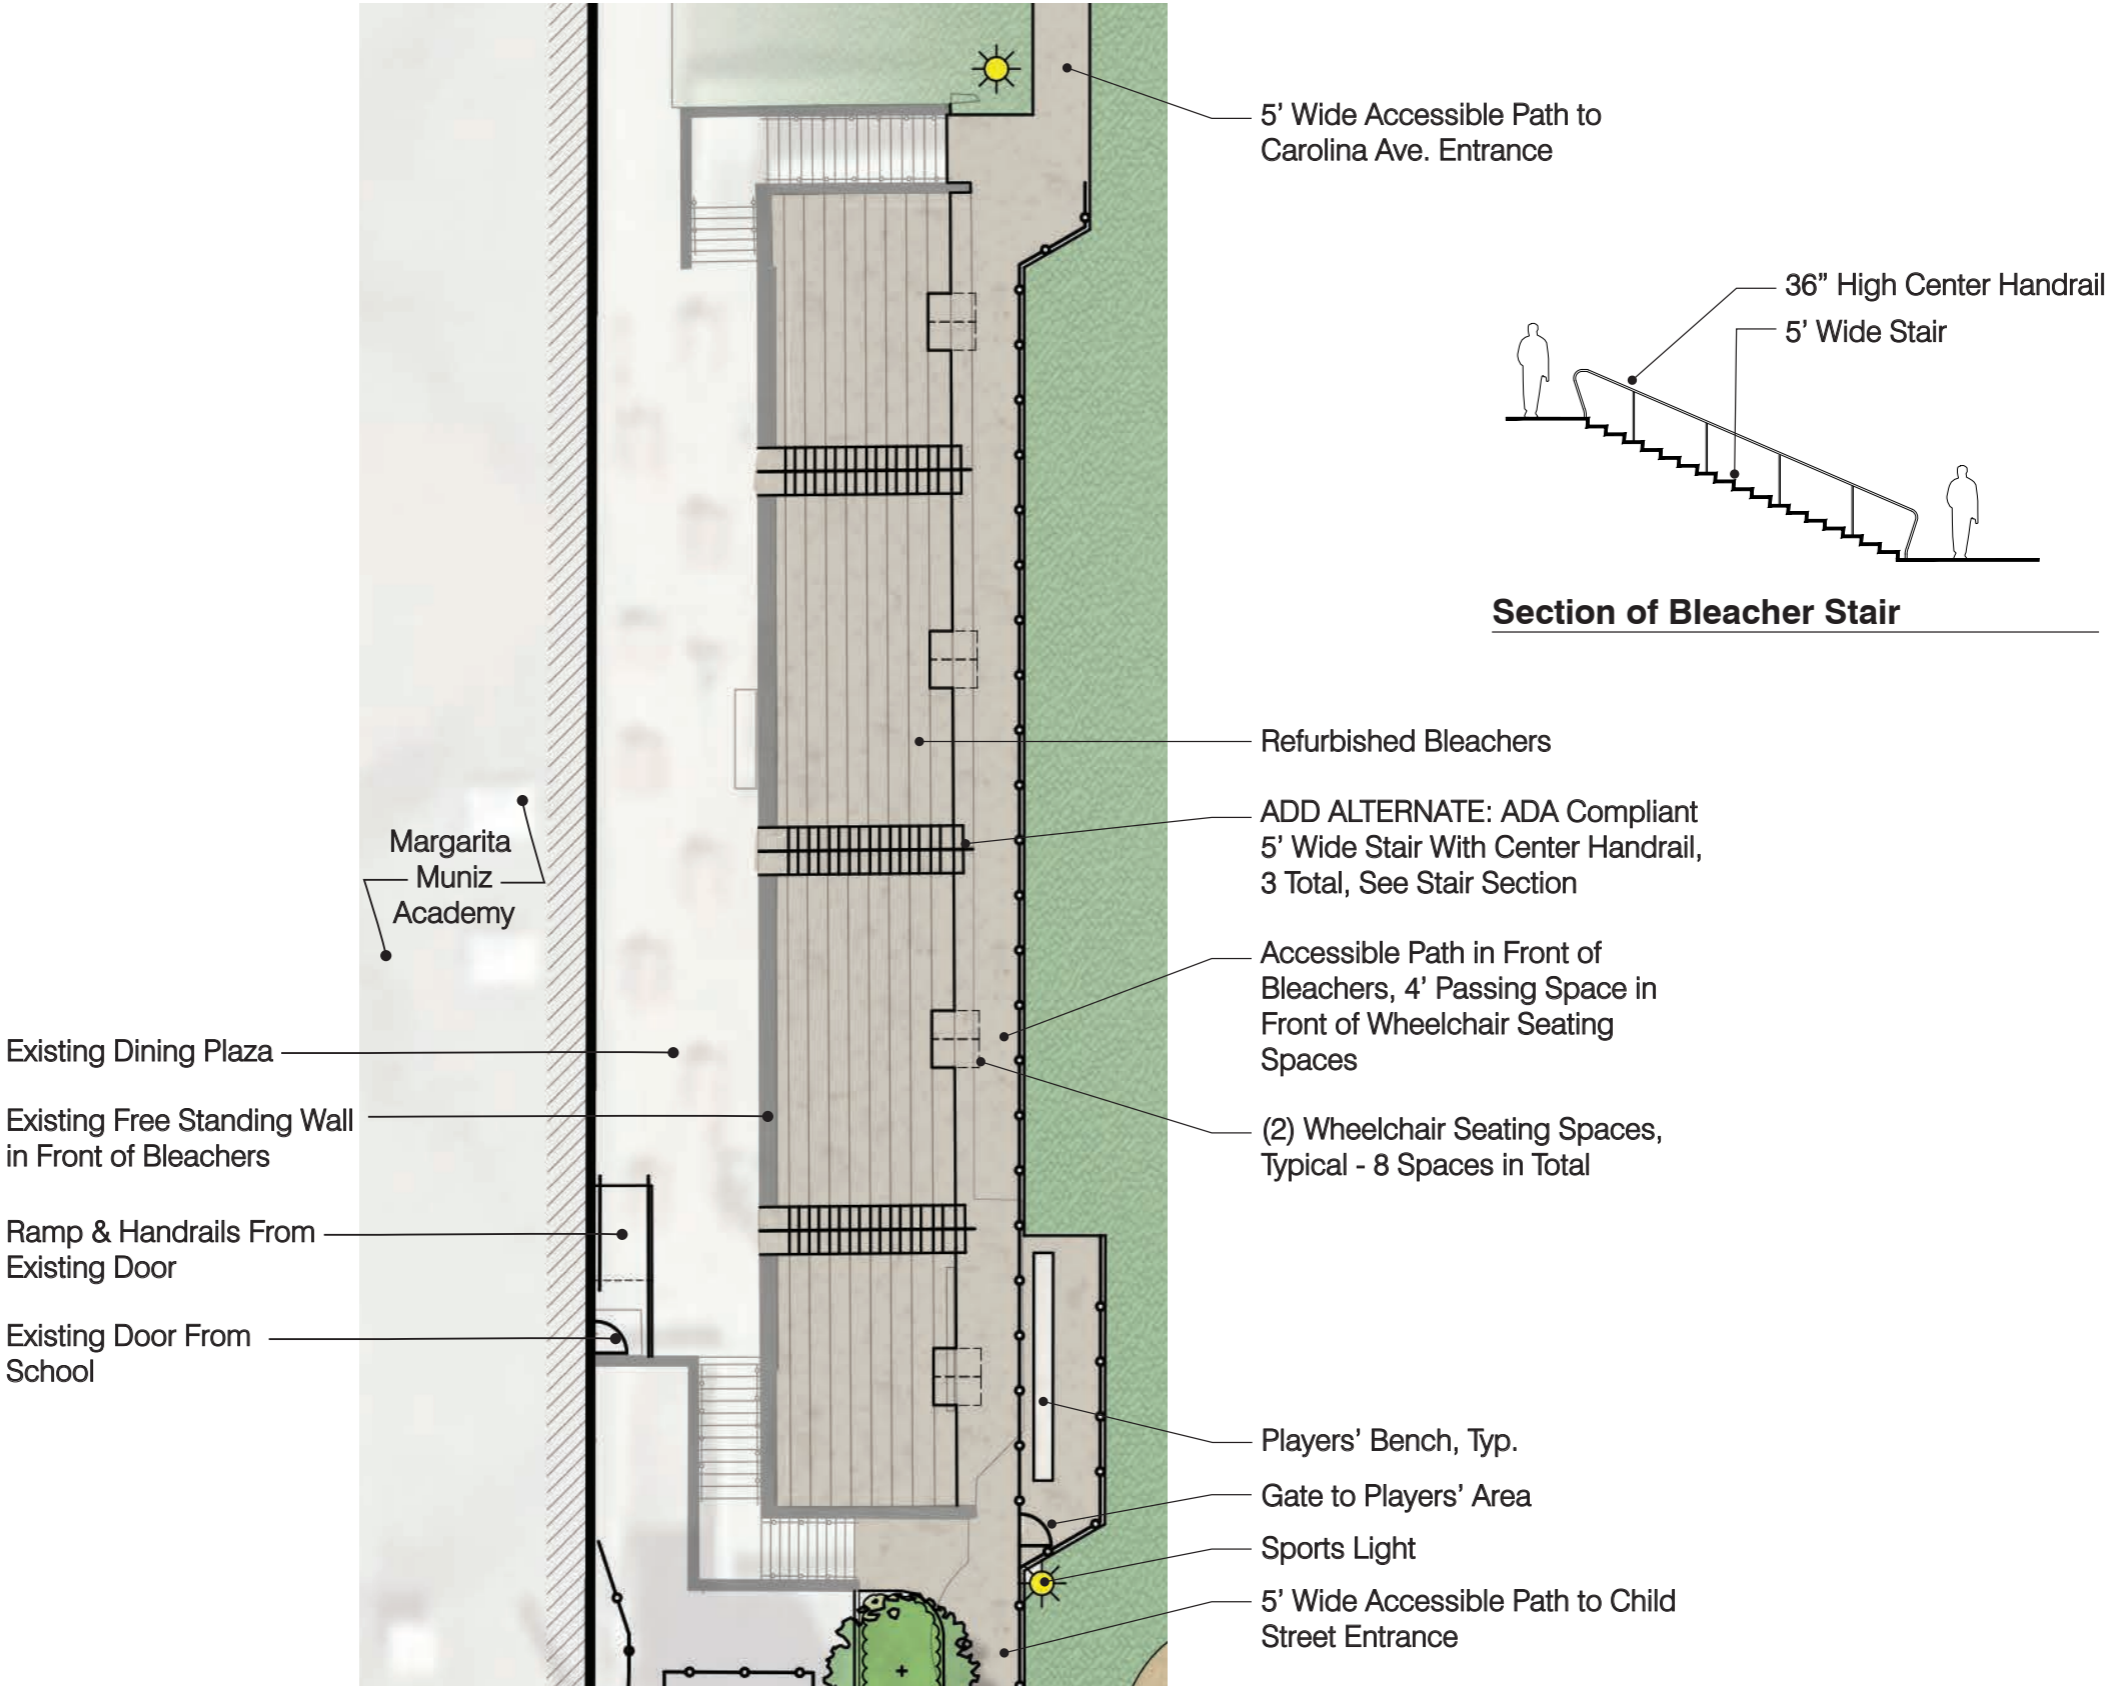 5’ Wide Accessible Path to
Carolina Ave. Entrance
36” High Center Handrail
5’ Wide Stair
Section of Bleacher Stair
Refurbished Bleachers
ADD ALTERNATE: ADA Compliant
5’ Wide Stair With Center Handrail,
3 Total, See Stair Section
Margarita
Muniz
Academy
Accessible Path in Front of
Bleachers, 4’ Passing Space in
Front of Wheelchair Seating
Spaces
Existing Dining Plaza
Existing Free Standing Wall
in Front of Bleachers
(2) Wheelchair Seating Spaces,
Typical - 8 Spaces in Total
Ramp & Handrails From
Existing Door
Existing Door From
School
Players’ Bench, Typ.
Gate to Players’ Area
Sports Light
5’ Wide Accessible Path to Child
Street Entrance